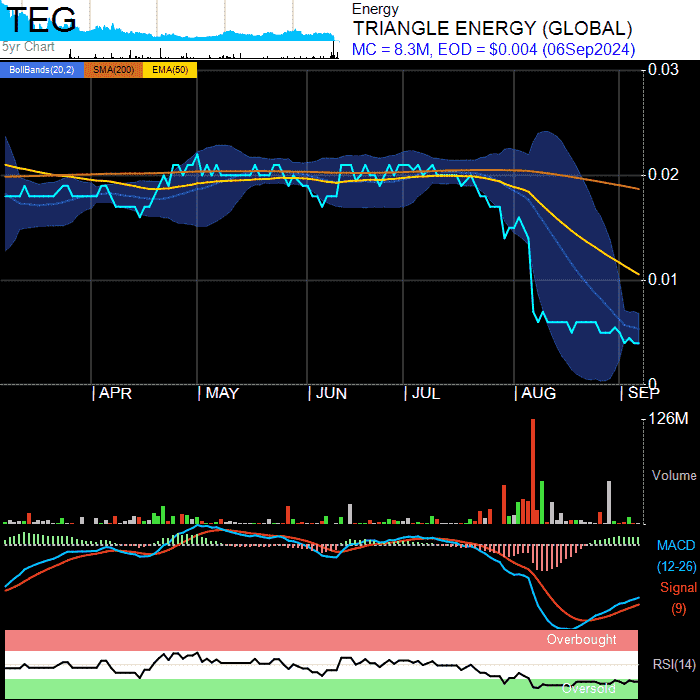 TEG
5yr Chart
Energy
TRIANGLE ENERGY (GLOBAL)
MC = 8.3M, EOD = $0.004 (06Sep2024)
BollBands(20,2) SMA(200) EMA(50)
0.03
0.02
0.01
0
APR MAY JUN JUL AUG SEP
126M
Volume
MACD
(12-26)
Signal
(9)
Overbought
RSI(14)
Oversold